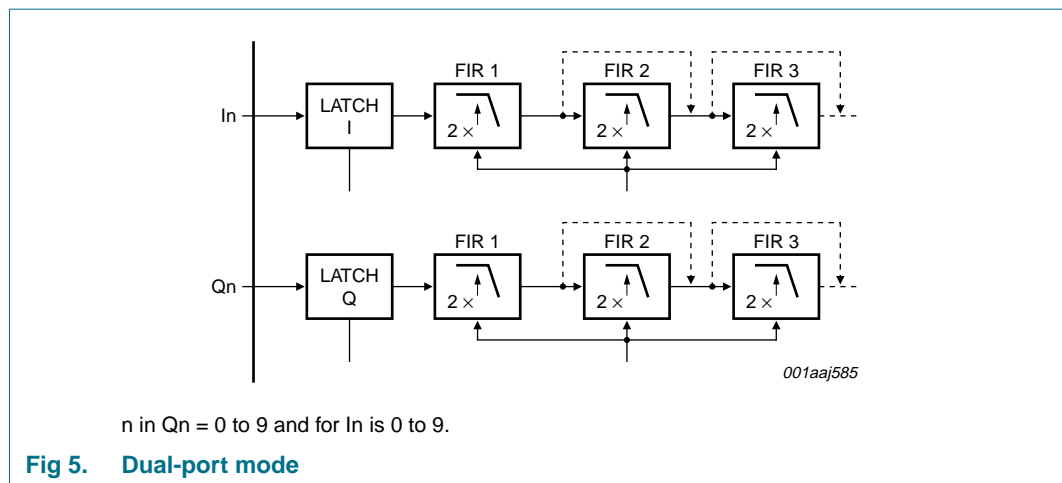 FIR 1 FIR 2 FIR 3
In LATCH I 2 × 2 × 2 ×
FIR 1 FIR 2 FIR 3
Qn LATCH Q 2 × 2 × 2 ×
001aaj585
n in Qn = 0 to 9 and for In is 0 to 9.
Fig 5. Dual-port mode